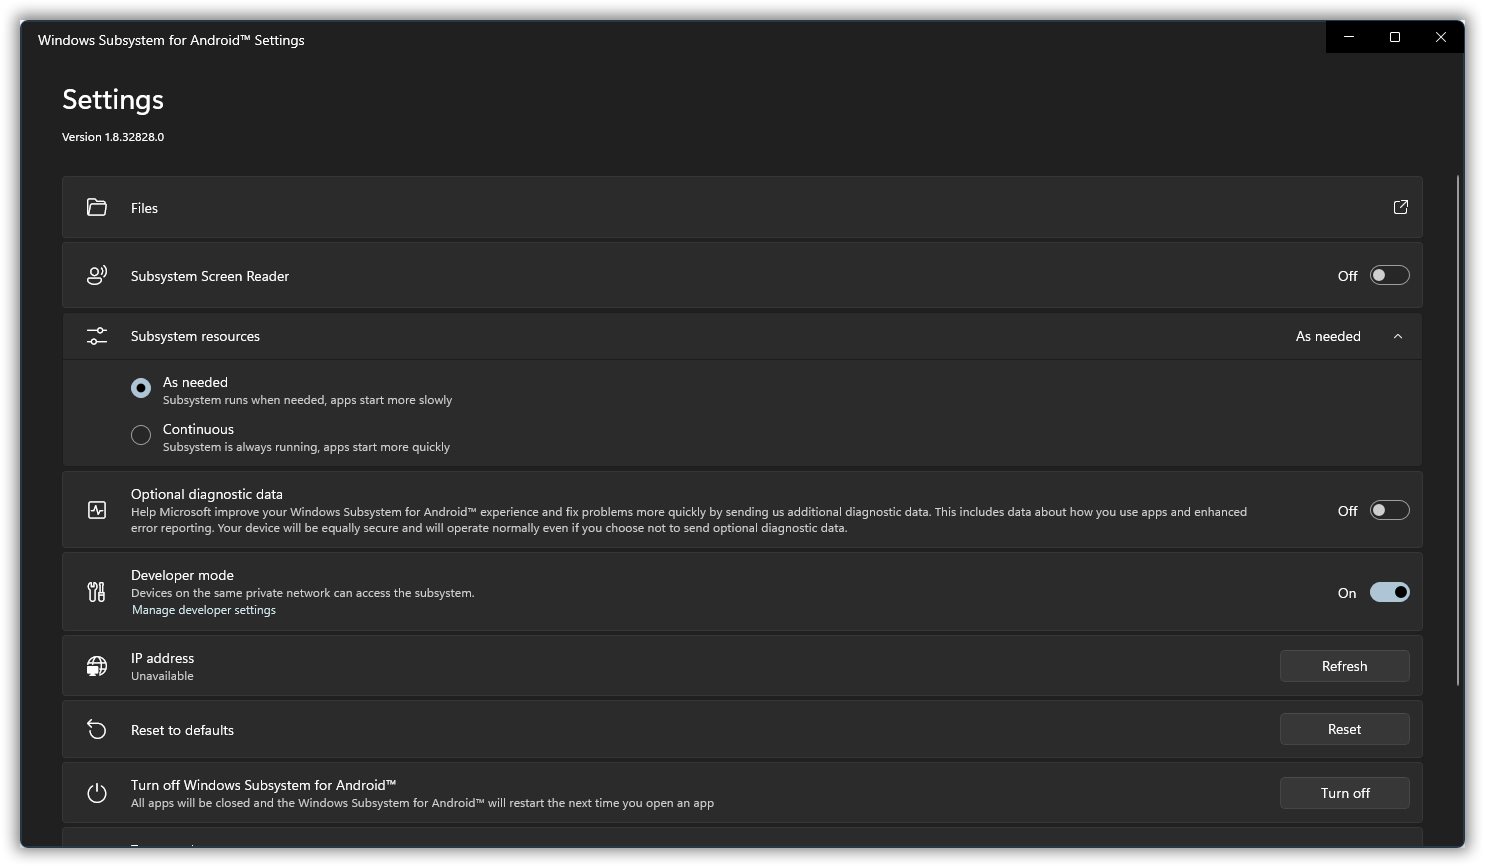 Windows Subsystem for Android™ Settings
Settings
Version 1.8.32828.0
Files
Subsystem Screen Reader
Off
Subsystem resources
As needed
As needed
Subsystem runs when needed, apps start more slowly
Continuous
Subsystem is always running, apps start more quickly
Optional diagnostic data
Help Microsoft improve your Windows Subsystem for Android™ experience and fix problems more quickly by sending us additional diagnostic data. This includes data about how you use apps and enhanced
error reporting. Your device will be equally secure and will operate normally even if you choose not to send optional diagnostic data.
Off
Developer mode
Devices on the same private network can access the subsystem.
Manage developer settings
On
IP address
Unavailable
Refresh
Reset to defaults
Reset
Turn off Windows Subsystem for Android™
All apps will be closed and the Windows Subsystem for Android™ will restart the next time you open an app
Turn off